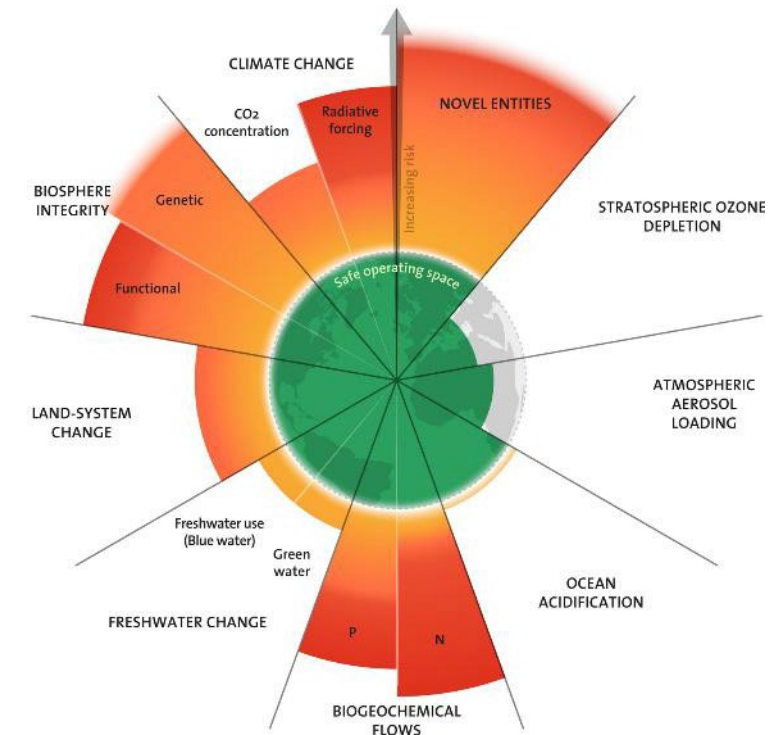 CLIMATE CHANGE
CO2
concentration
Radiative
forcing
NOVEL ENTITIES
Increasing risk
BIOSPHERE
INTEGRITY
Genetic
Functional
STRATOSPHERIC OZONE
DEPLETION
Safe operating space
LAND-SYSTEM
CHANGE
ATMOSPHERIC
AEROSOL
LOADING
Freshwater use
(Blue water)
Green
water
FRESHWATER CHANGE
OCEAN
ACIDIFICATION
P
N
BIOGEOCHEMICAL
FLOWS